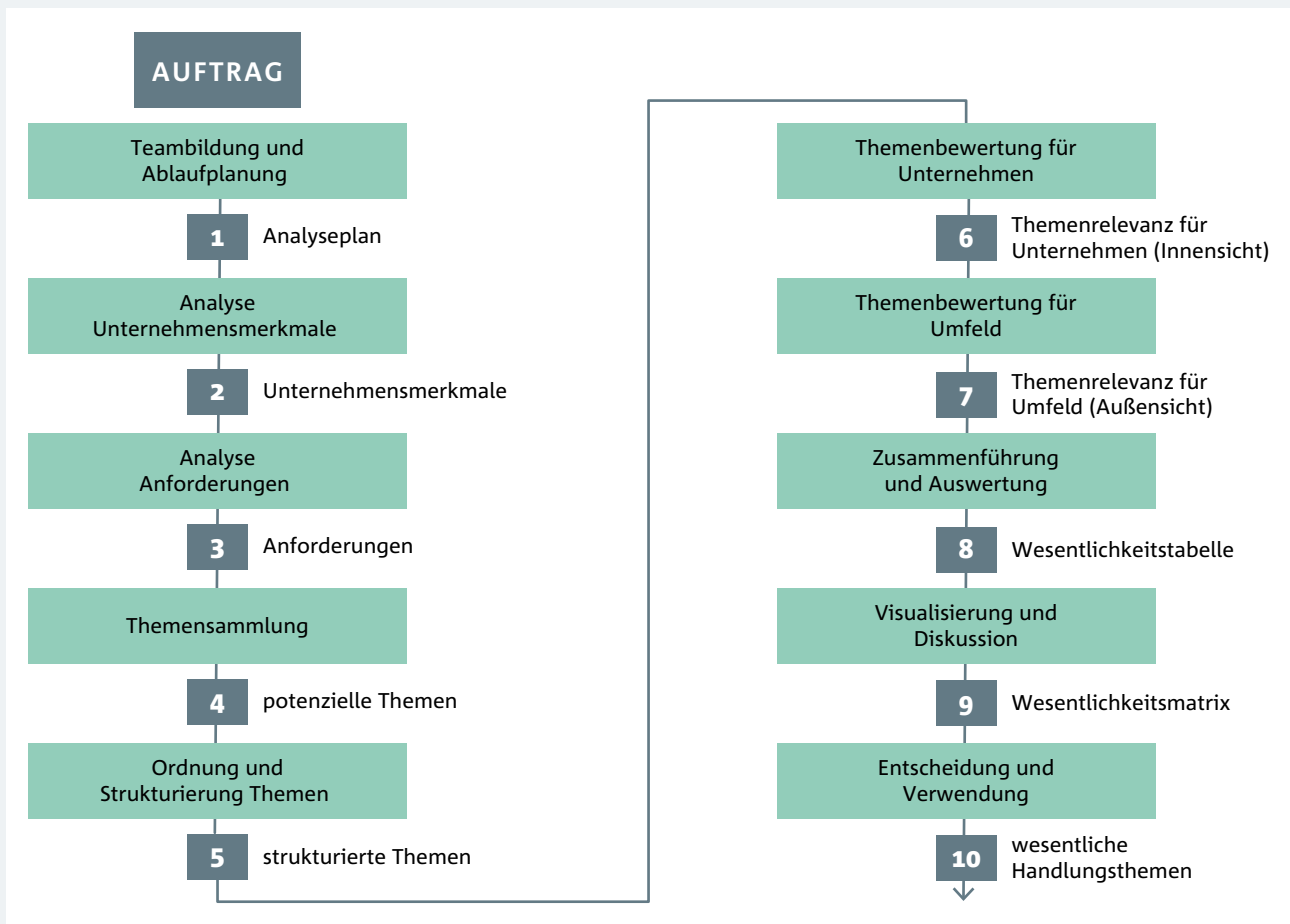 AUFTRAG
Teambildung und
Ablaufplanung
1
Analyseplan
Analyse
Unternehmensmerkmale
2
Unternehmensmerkmale
Analyse
Anforderungen
3
Anforderungen
Themensammlung
4
potenzielle Themen
Ordnung und
Strukturierung Themen
5
strukturierte Themen
Themenbewertung für
Unternehmen
6
Themenrelevanz für
Unternehmen (Innensicht)
Themenbewertung für
Umfeld
7
Themenrelevanz für
Umfeld (Außensicht)
Zusammenführung
und Auswertung
8
Wesentlichkeitstabelle
Visualisierung und
Diskussion
9
Wesentlichkeitsmatrix
Entscheidung und
Verwendung
10
wesentliche
Handlungsthemen